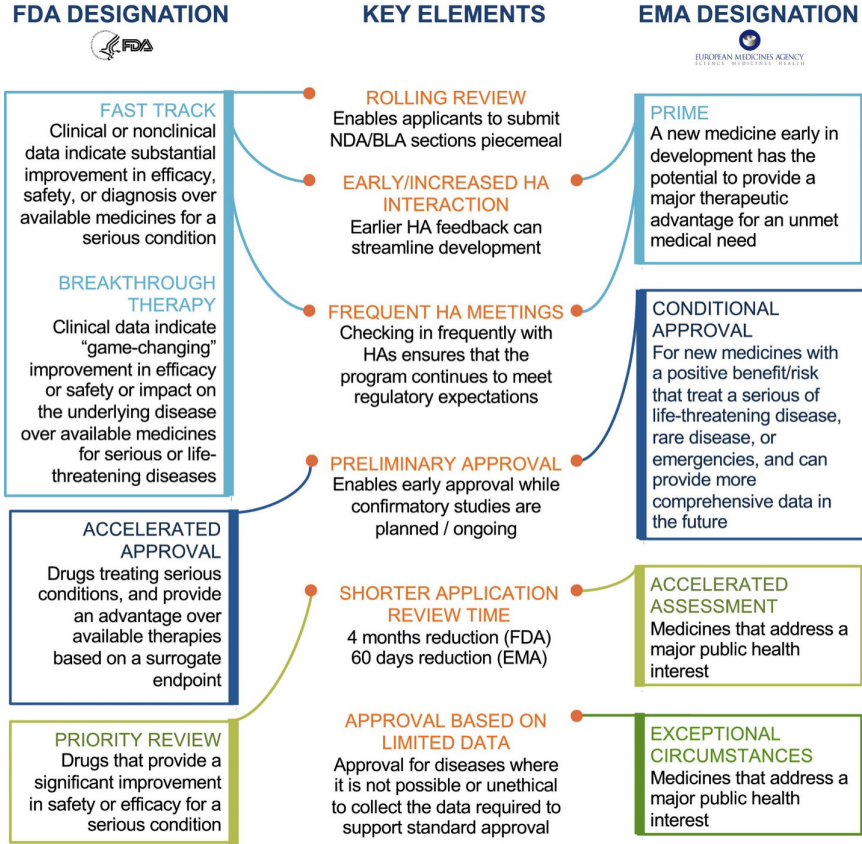 FDA DESIGNATION
FDA
FAST TRACK
Clinical or nonclinical
data indicate substantial
improvement in efficacy,
safety, or diagnosis over
available medicines for a
serious condition
BREAKTHROUGH
THERAPY
Clinical data indicate
“game-changing”
improvement in efficacy
or safety or impact on
the underlying disease
over available medicines
for serious or life-
threatening diseases
ACCELERATED
APPROVAL
Drugs treating serious
conditions, and provide
an advantage over
available therapies
based on a surrogate
endpoint
PRIORITY REVIEW
Drugs that provide a
significant improvement
in safety or efficacy for a
serious condition
KEY ELEMENTS
ROLLING REVIEW
Enables applicants to submit
NDA/BLA sections piecemeal
EARLY/INCREASED HA
INTERACTION
Earlier HA feedback can
streamline development
FREQUENT HA MEETINGS
Checking in frequently with
HAs ensures that the
program continues to meet
regulatory expectations
PRELIMINARY APPROVAL
Enables early approval while
confirmatory studies are
planned / ongoing
SHORTER APPLICATION
REVIEW TIME
4 months reduction (FDA)
60 days reduction (EMA)
APPROVAL BASED ON
LIMITED DATA
Approval for diseases where
it is not possible or unethical
to collect the data required to
support standard approval
EMA DESIGNATION
EUROPEAN MEDICINES AGENCY
SCIENCE MEDICINES HEALTH
PRIME
A new medicine early in
development has the
potential to provide a
major therapeutic
advantage for an unmet
medical need
CONDITIONAL
APPROVAL
For new medicines with
a positive benefit/risk
that treat a serious of
life-threatening disease,
rare disease, or
emergencies, and can
provide more
comprehensive data in
the future
ACCELERATED
ASSESSMENT
Medicines that address a
major public health
interest
EXCEPTIONAL
CIRCUMSTANCES
Medicines that address a
major public health
interest